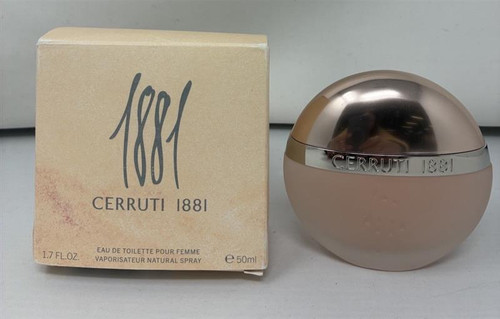 1881
CERRUTI 1881
EAU DE TOILETTE POUR FEMME
1.7 FL.OZ. VAPORISATEUR NATURAL SPRAY e 50ml
CERRUTI 1881